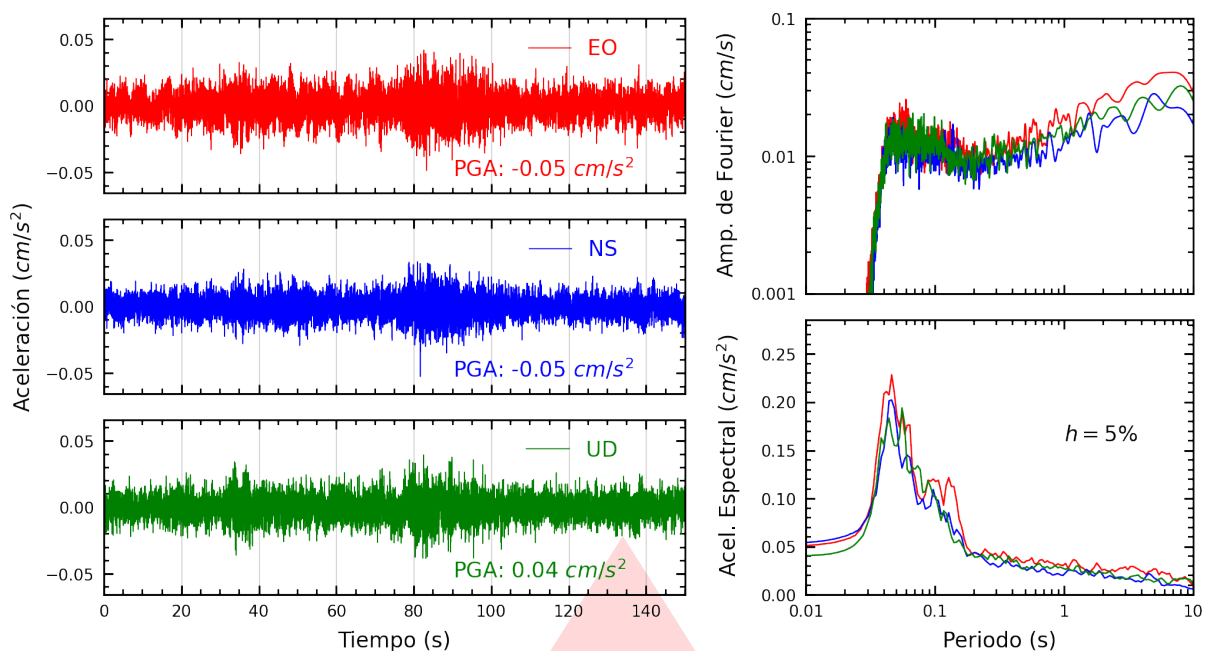 Aceleración (cm/s²)
0.05
0.00
−0.05
EO
PGA: -0.05 cm/s²
0.05
0.00
−0.05
NS
PGA: -0.05 cm/s²
0.05
0.00
−0.05
UD
PGA: 0.04 cm/s²
0 20 40 60 80 100 120 140
Tiempo (s)
Amp. de Fourier (cm/s)
0.1
0.01
0.001
Acel. Espectral (cm/s²)
0.25
0.20
0.15
0.10
0.05
0.00
h = 5%
0.01 0.1 1 10
Periodo (s)